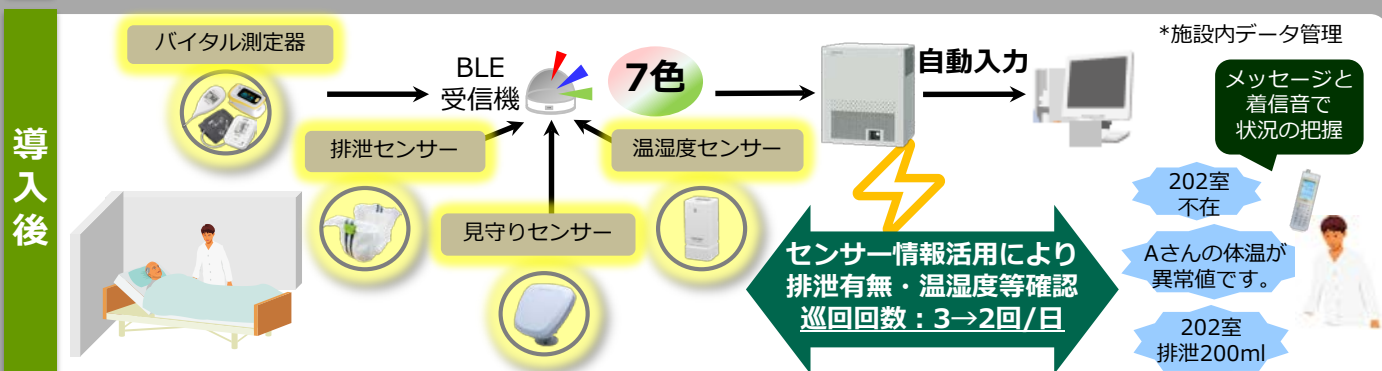 導入後
バイタル測定器
BLE
受信機
7色
自動入力
*施設内データ管理
メッセージと
着信音で
状況の把握
排泄センサー
温湿度センサー
見守りセンサー
センサー情報活用により
排泄有無・温湿度等確認
巡回回数：3→2回/日
202室
不在
Aさんの体温が
異常値です。
202室
排泄200ml